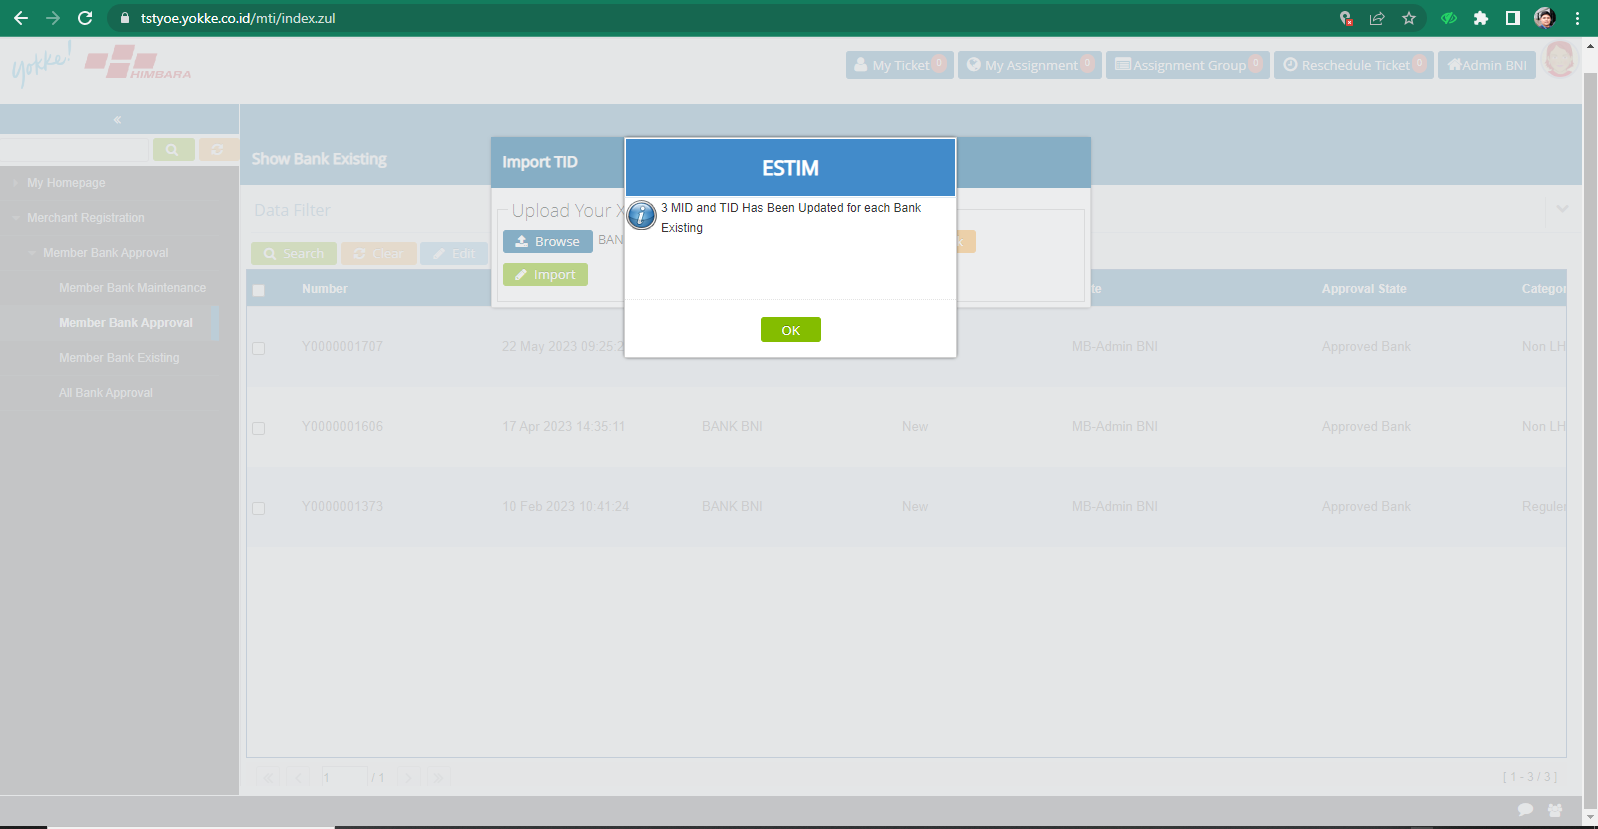 tstyoe.yokke.co.id/mti/index.zul
yokke!
HIMBARA
My Ticket 0
My Assignment 0
Assignment Group 0
Reschedule Ticket 0
Admin BNI
Show Bank Existing
Import TID
ESTIM
My Homepage
Merchant Registration
Member Bank Approval
Member Bank Maintenance
Member Bank Approval
Member Bank Existing
All Bank Approval
Data Filter
Upload Your X
3 MID and TID Has Been Updated for each Bank
Existing
Browse BAN k
Search Clear Edit
Import
OK
Number te Approval State Categor
Y0000001707 22 May 2023 09:25:2 MB-Admin BNI Approved Bank Non LH
Y0000001606 17 Apr 2023 14:35:11 BANK BNI New MB-Admin BNI Approved Bank Non LH
Y0000001373 10 Feb 2023 10:41:24 BANK BNI New MB-Admin BNI Approved Bank Reguler
1 / 1
[ 1 - 3 / 3 ]